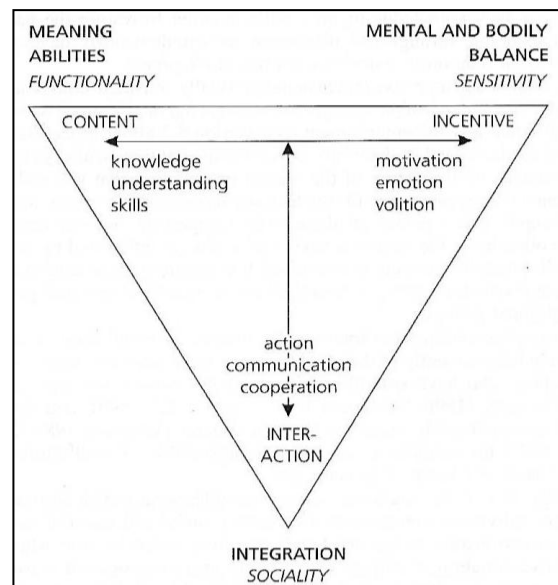 MEANING
ABILITIES
FUNCTIONALITY
MENTAL AND BODILY
BALANCE
SENSITIVITY
CONTENT
INCENTIVE
knowledge
understanding
skills
motivation
emotion
volition
action
communication
cooperation
INTER-
ACTION
INTEGRATION
SOCIALITY